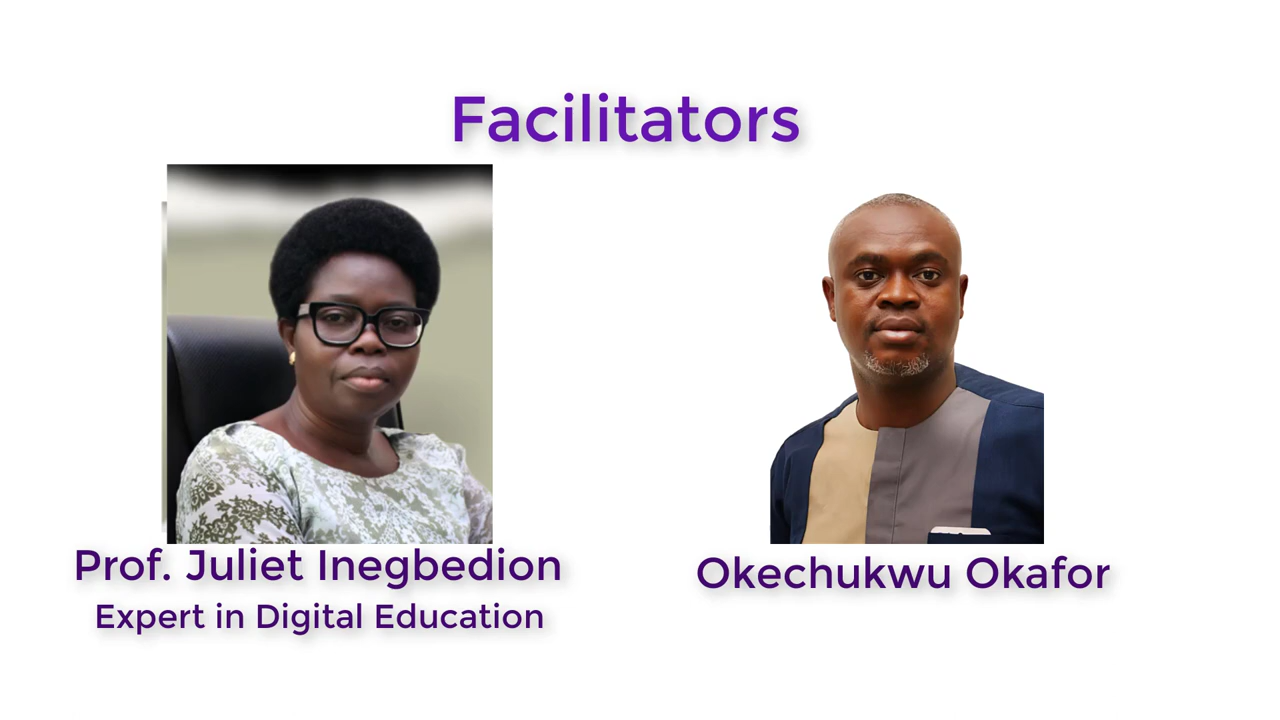 Facilitators
Prof. Juliet Inegbedion
Expert in Digital Education
Okechukwu Okafor